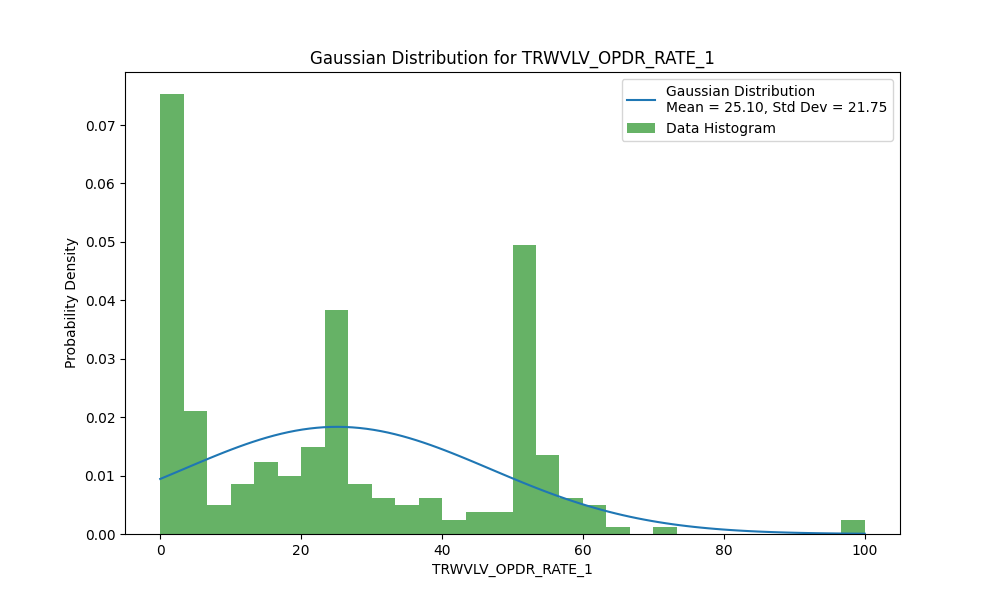 Gaussian Distribution for TRWVLV_OPDR_RATE_1
Gaussian Distribution
Mean = 25.10, Std Dev = 21.75
Data Histogram
Probability Density
0.07
0.06
0.05
0.04
0.03
0.02
0.01
0.00
0
20
40
60
80
100
TRWVLV_OPDR_RATE_1